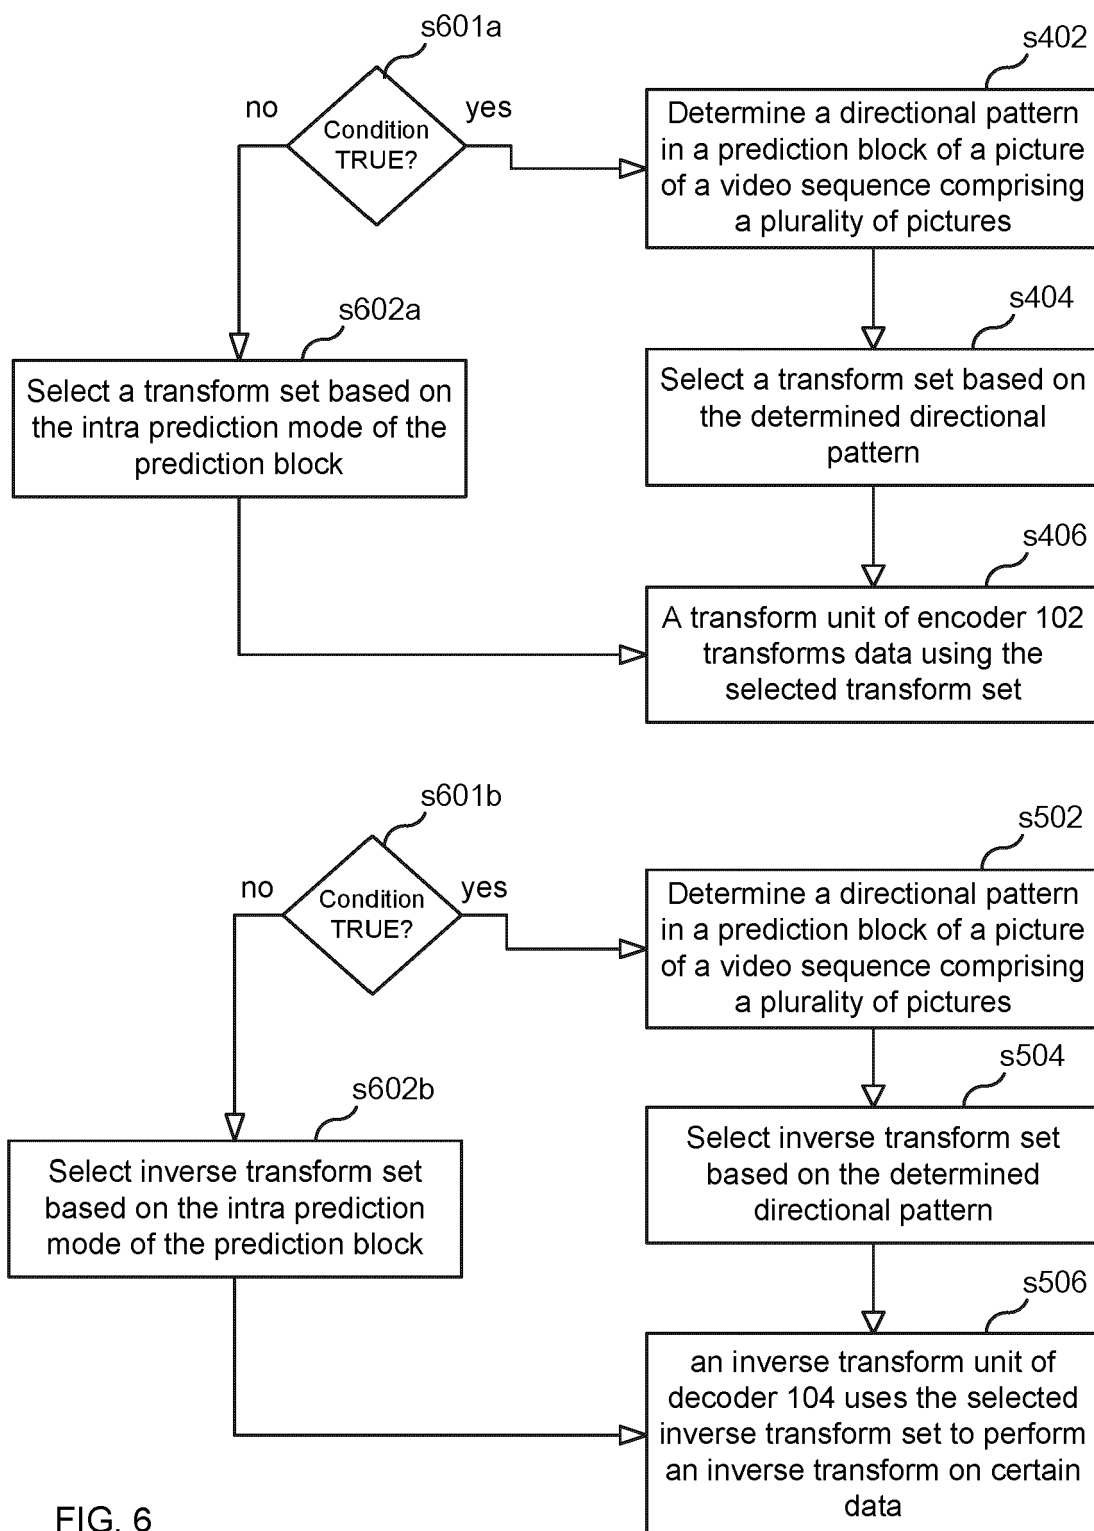 s601a
no
Condition
TRUE?
yes
s402
Determine a directional pattern
in a prediction block of a picture
of a video sequence comprising
a plurality of pictures
s602a
Select a transform set based on
the intra prediction mode of the
prediction block
s404
Select a transform set based on
the determined directional
pattern
s406
A transform unit of encoder 102
transforms data using the
selected transform set
s601b
no
Condition
TRUE?
yes
s502
Determine a directional pattern
in a prediction block of a picture
of a video sequence comprising
a plurality of pictures
s602b
Select inverse transform set
based on the intra prediction
mode of the prediction block
s504
Select inverse transform set
based on the determined
directional pattern
s506
an inverse transform unit of
decoder 104 uses the selected
inverse transform set to perform
an inverse transform on certain
data
FIG. 6